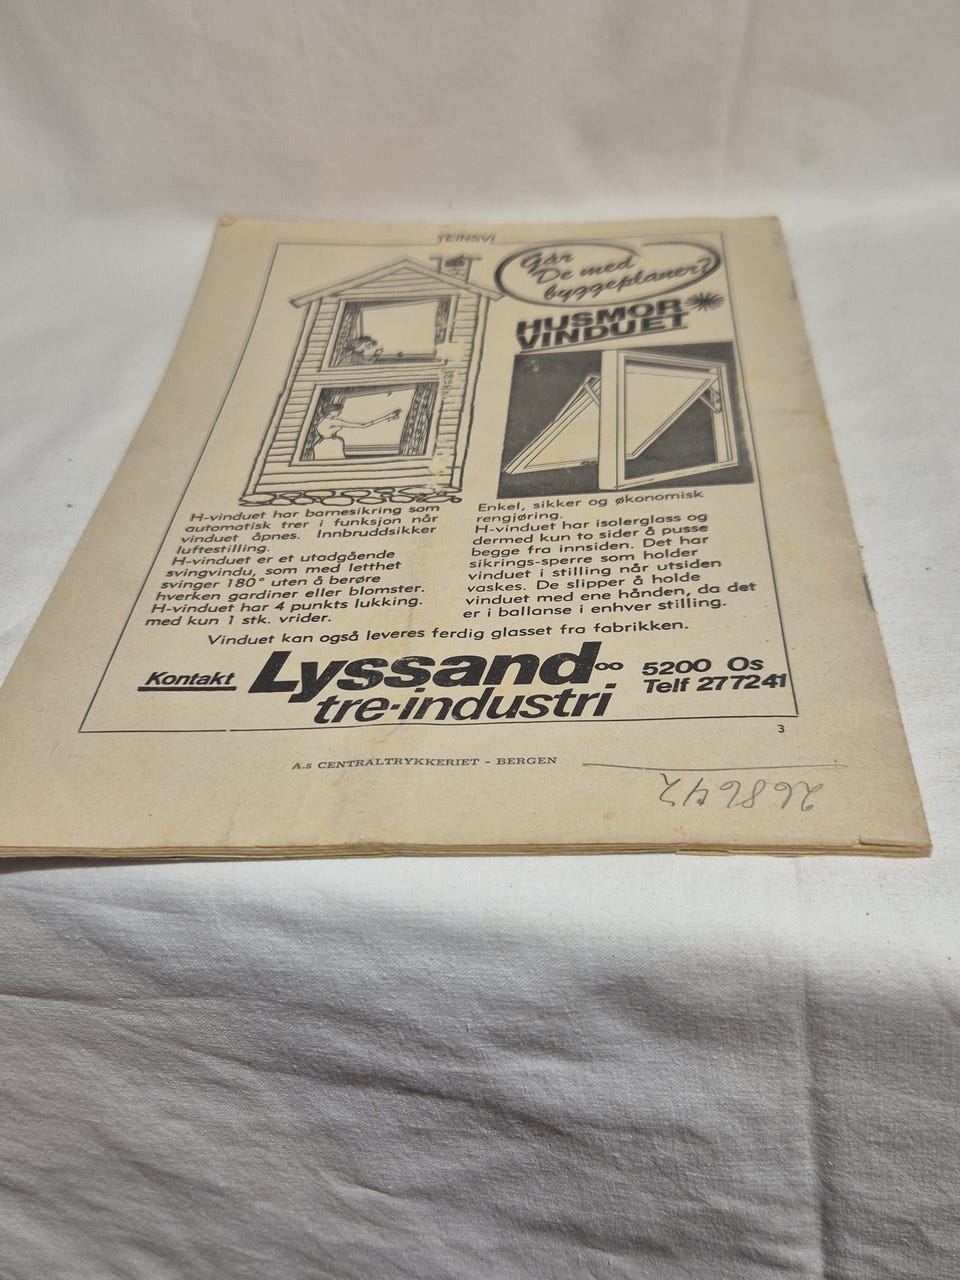 TEINSVI
Går
De med
byggeplaner?
HUSMOR
VINDUET
H-vinduet har barnesikring som
automatisk trer i funksjon når
vinduet åpnes. Innbruddsikker
luftestilling.
H-vinduet er et utadgående
svingvindu, som med letthet
svinger 180° uten å berøre
hverken gardiner eller blomster.
H-vinduet har 4 punkts lukking.
med kun 1 stk. vrider.
Enkel, sikker og økonomisk
rengjøring.
H-vinduet har isolerglass og
dermed kun to sider å pusse
begge fra innsiden. Det har
sikrings-sperre som holder
vinduet i stilling når utsiden
vaskes. De slipper å holde
vinduet med ene hånden, da det
er i ballanse i enhver stilling.
Vinduet kan også leveres ferdig glasset fra fabrikken.
Kontakt
Lyssand
tre-industri
5200 Os
Telf 277241
3
A.s CENTRALTRYKKERIET - BERGEN